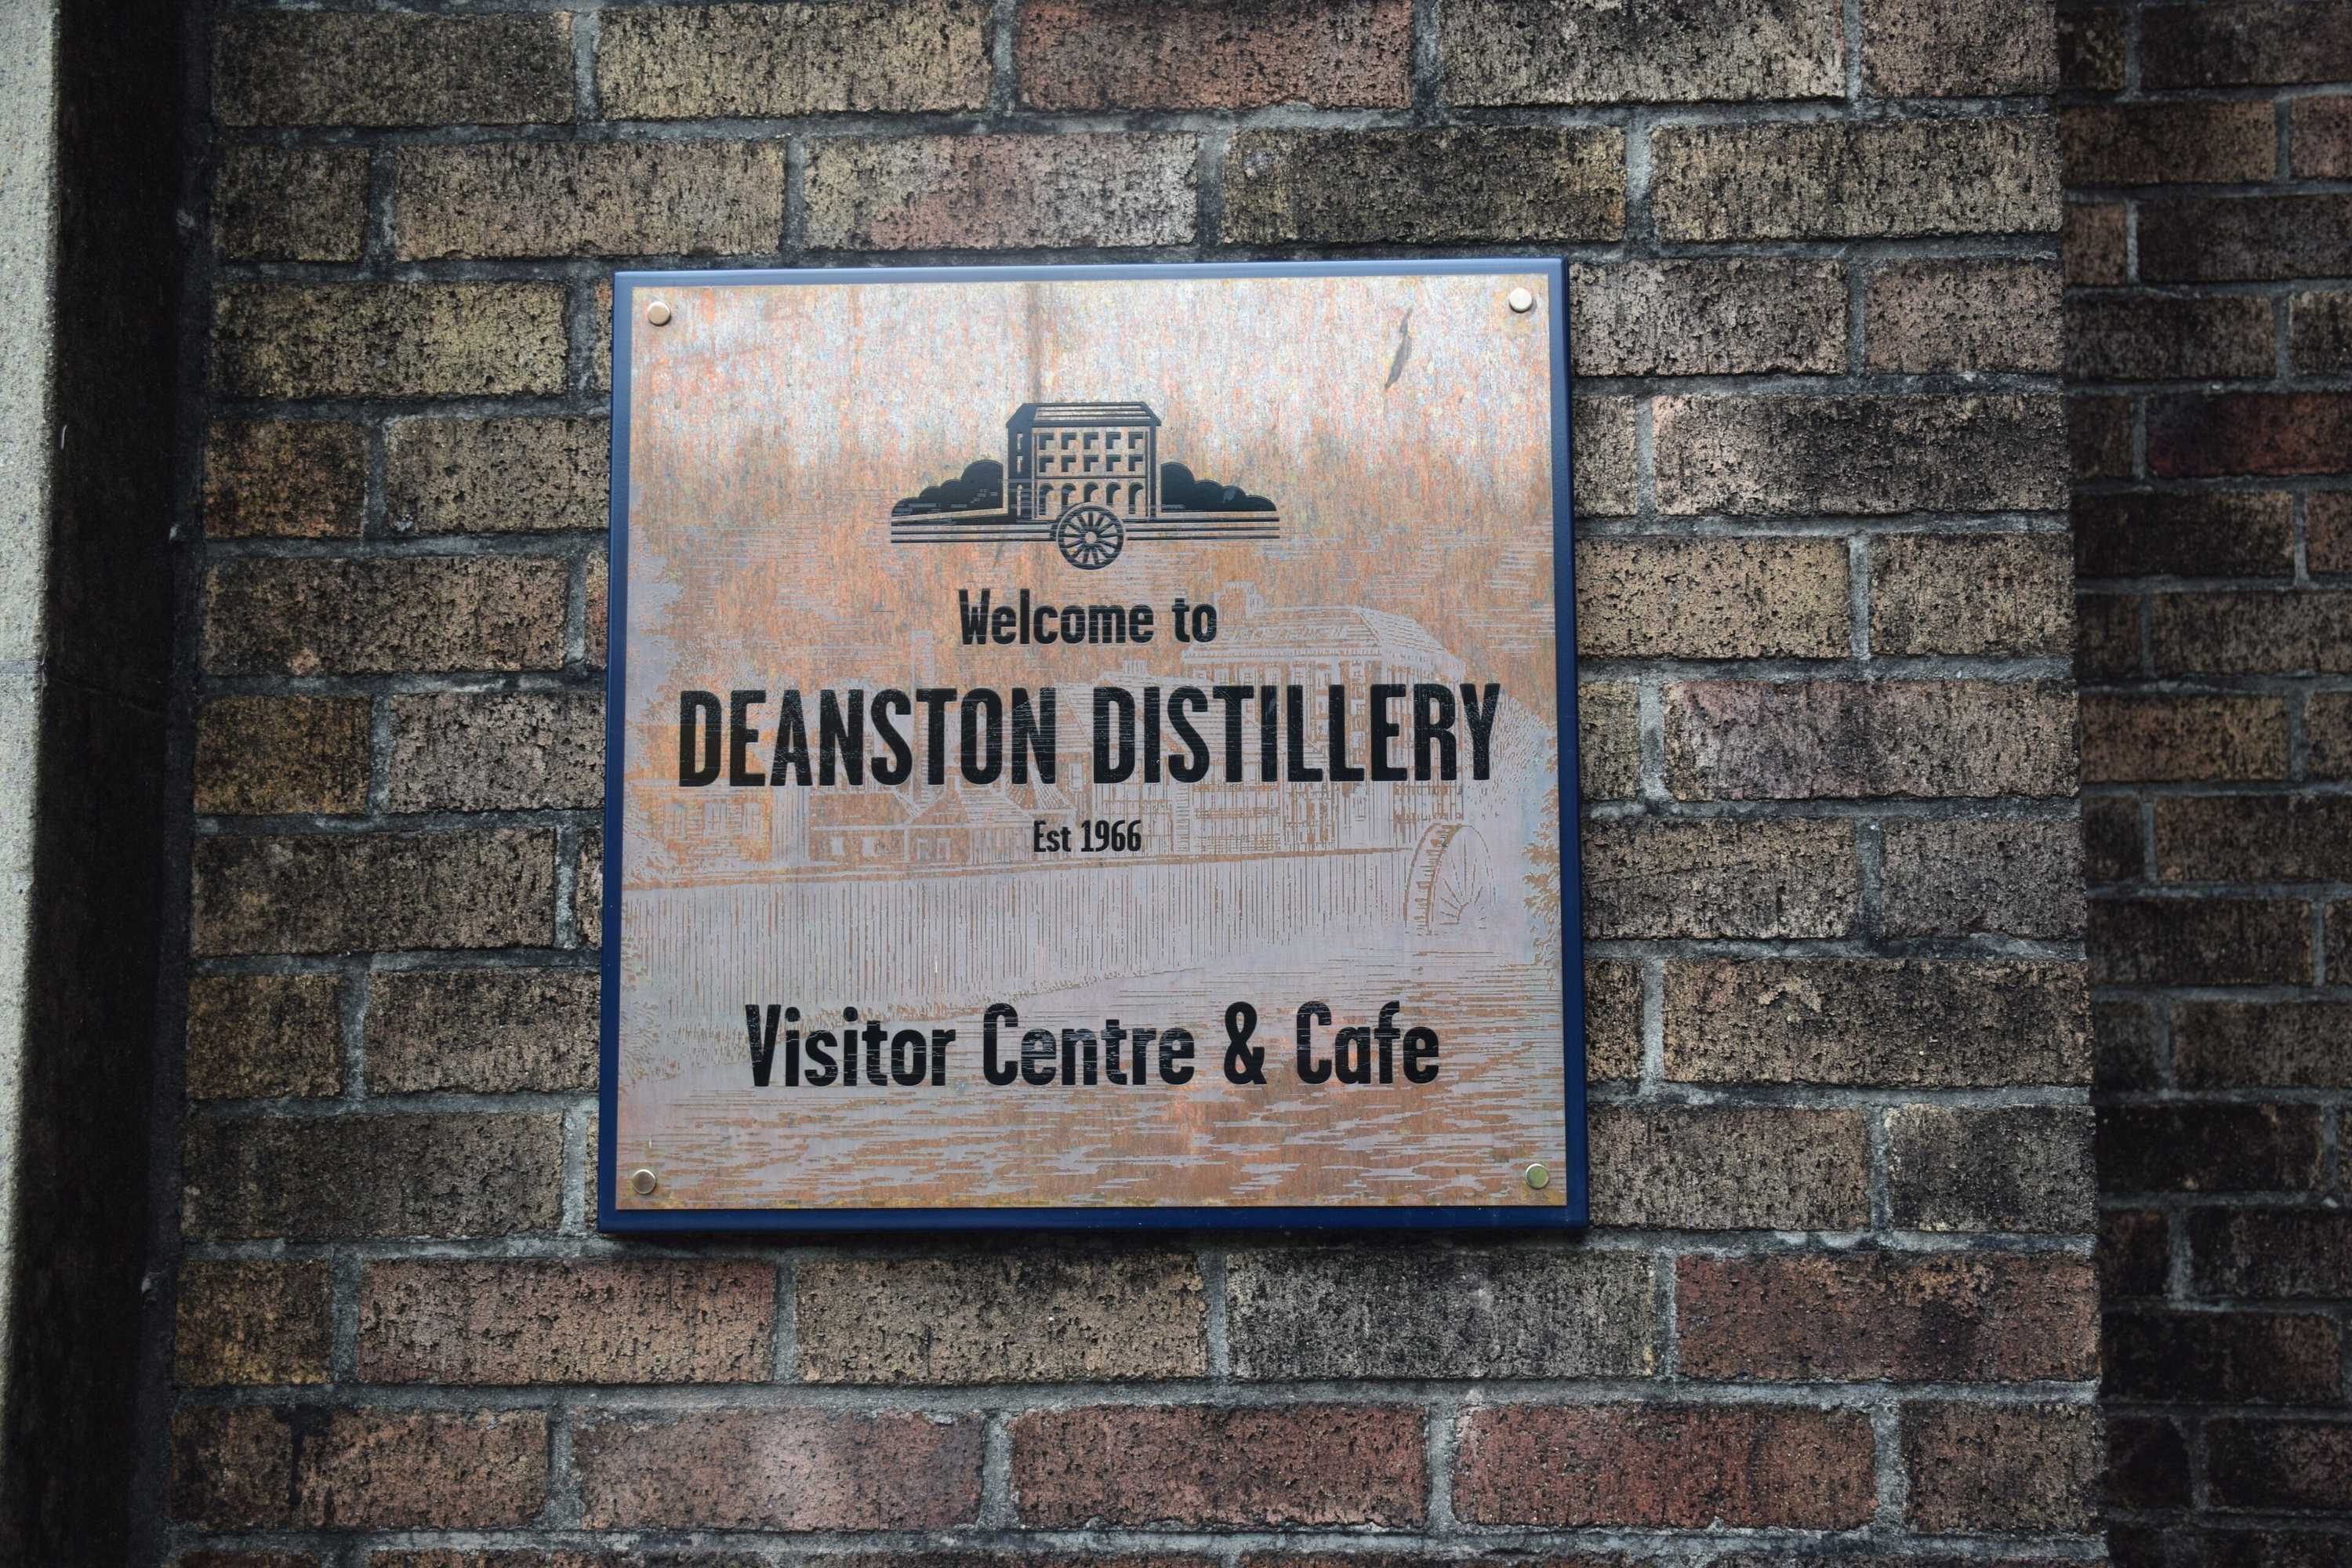 Welcome to
DEANSTON DISTILLERY
Est 1966
Visitor Centre & Cafe